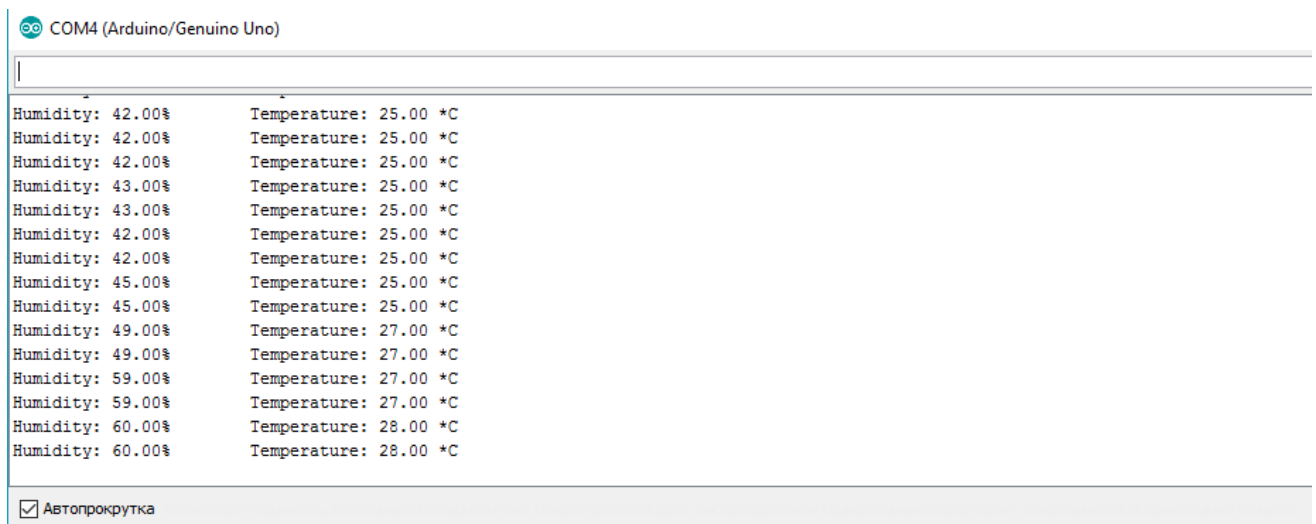 COM4 (Arduino/Genuino Uno)
Humidity: 42.00% Temperature: 25.00 *C
Humidity: 42.00% Temperature: 25.00 *C
Humidity: 42.00% Temperature: 25.00 *C
Humidity: 43.00% Temperature: 25.00 *C
Humidity: 43.00% Temperature: 25.00 *C
Humidity: 42.00% Temperature: 25.00 *C
Humidity: 42.00% Temperature: 25.00 *C
Humidity: 45.00% Temperature: 25.00 *C
Humidity: 45.00% Temperature: 25.00 *C
Humidity: 49.00% Temperature: 27.00 *C
Humidity: 49.00% Temperature: 27.00 *C
Humidity: 59.00% Temperature: 27.00 *C
Humidity: 59.00% Temperature: 27.00 *C
Humidity: 60.00% Temperature: 28.00 *C
Humidity: 60.00% Temperature: 28.00 *C
Автопрокрутка